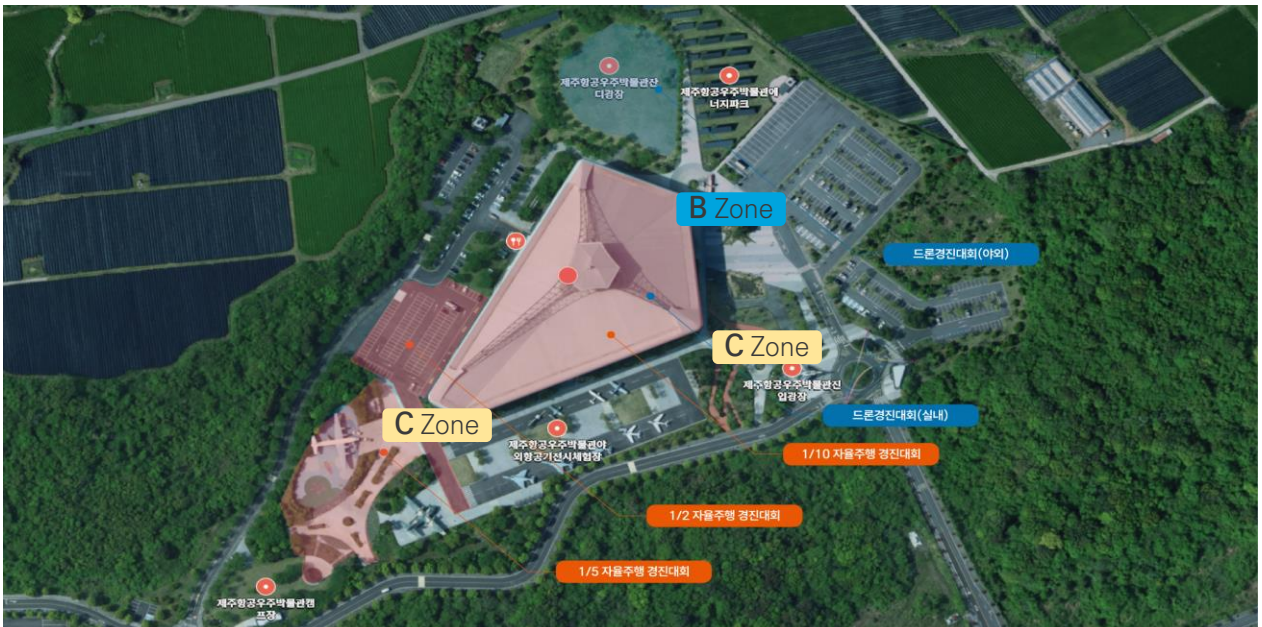 제주항공우주박물관잔
디광장
제주항공우주박물관에
너지파크
B Zone
드론경진대회(야외)
C Zone
제주항공우주박물관진
입광장
C Zone
드론경진대회(실내)
제주항공우주박물관야
외항공기전시체험장
1/10 자율주행 경진대회
1/2 자율주행 경진대회
1/5 자율주행 경진대회
제주항공우주박물관캠
프장